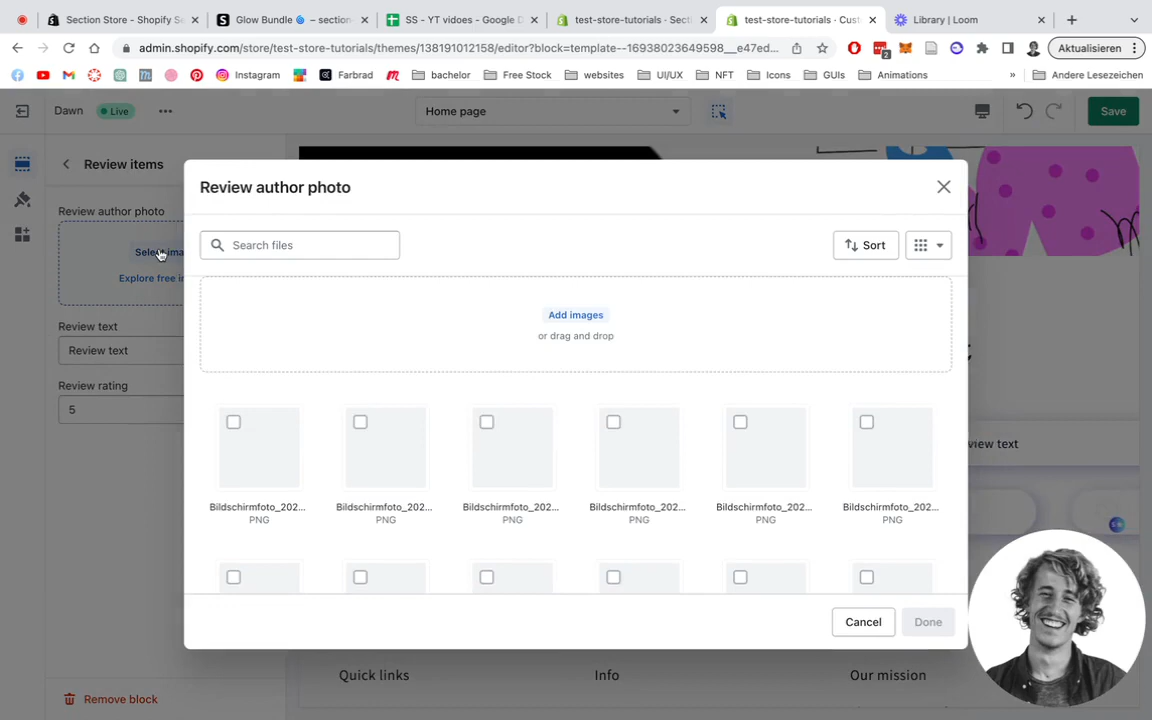 Section Store - Shopify Se
Glow Bundle 🌀 – section-
SS - YT vidoes - Google D
test-store-tutorials · Secti
test-store-tutorials · Cust
Library | Loom
admin.shopify.com/store/test-store-tutorials/themes/138191012158/editor?block=template--16938023649598__e47ed...
2
Aktualisieren
Instagram
Farbrad
bachelor
Free Stock
websites
UI/UX
NFT
Icons
GUIs
Animations
»
Andere Lesezeichen
Dawn
Live
Home page
Save
Review items
Review author photo
Select ima
Explore free i
Review text
Review text
Review rating
5
Remove block
Review author photo
Search files
Sort
Add images
or drag and drop
Bildschirmfoto_202...
PNG
Bildschirmfoto_202...
PNG
Bildschirmfoto_202...
PNG
Bildschirmfoto_202...
PNG
Bildschirmfoto_202...
PNG
Bildschirmfoto_202...
PNG
Cancel
Done
view text
Quick links
Info
Our mission